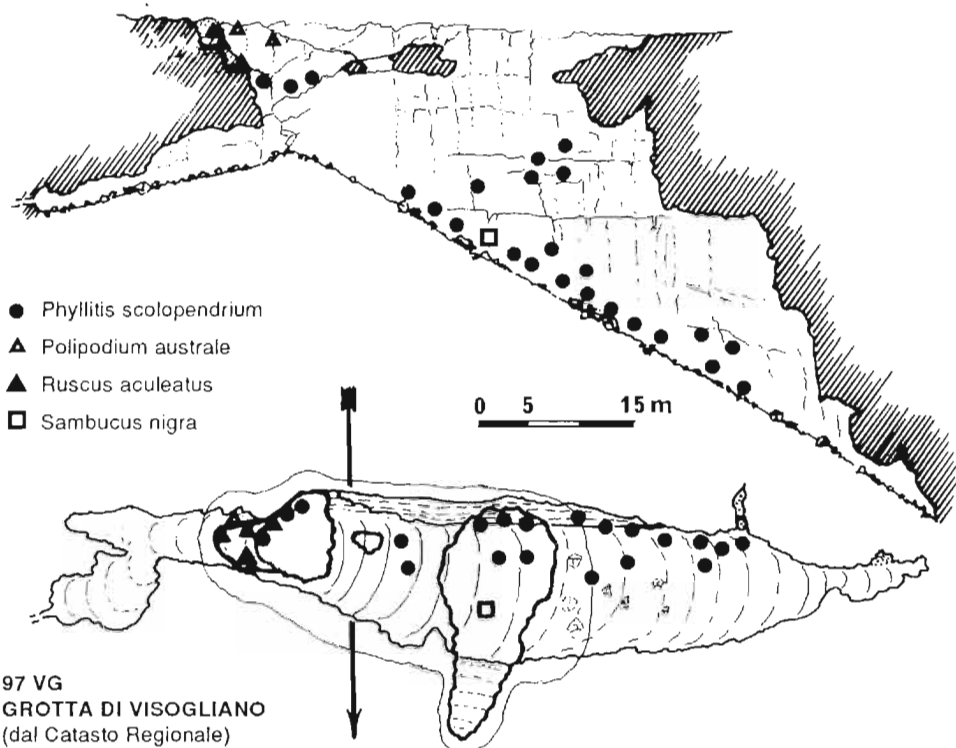 Phyllitis scolopendrium
Polipodium australe
Ruscus aculeatus
Sambucus nigra
0 5 15 m
97 VG
GROTTA DI VISOGLIANO
(dal Catasto Regionale)